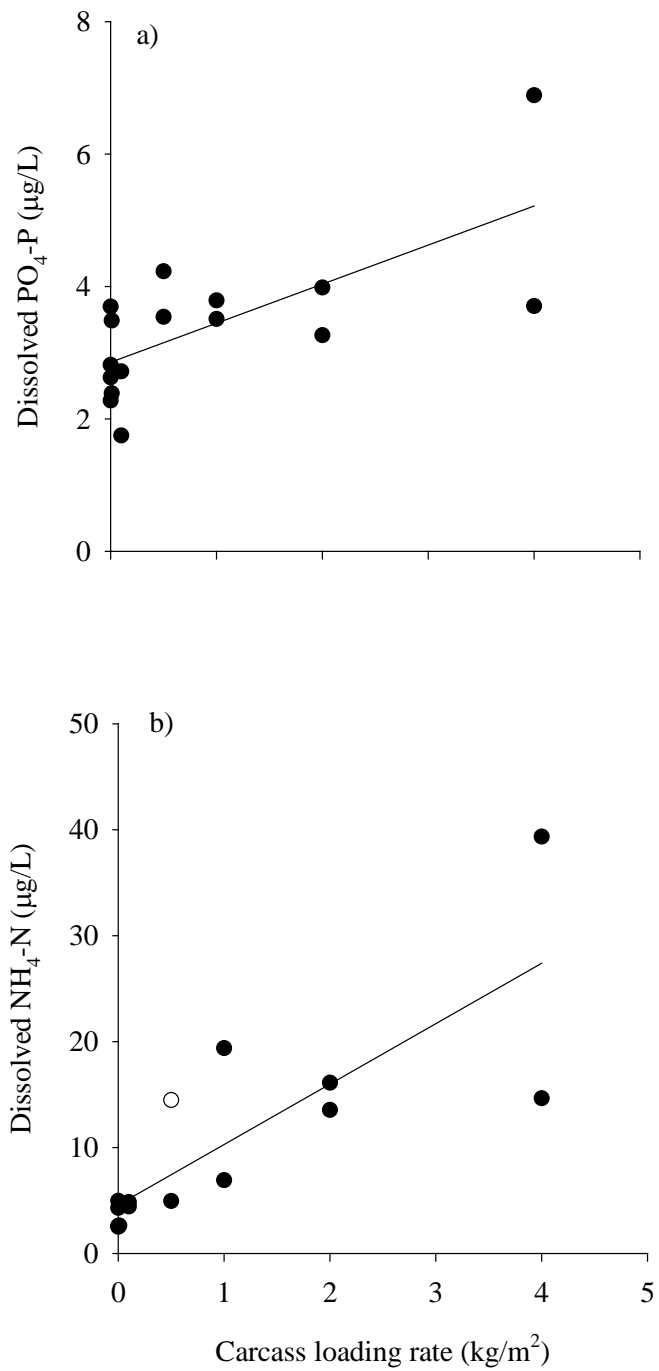 a)
8
6
4
2
0
Dissolved PO₄-P (µg/L)
b)
50
40
30
20
10
0
Dissolved NH₄-N (µg/L)
0 1 2 3 4 5
Carcass loading rate (kg/m²)